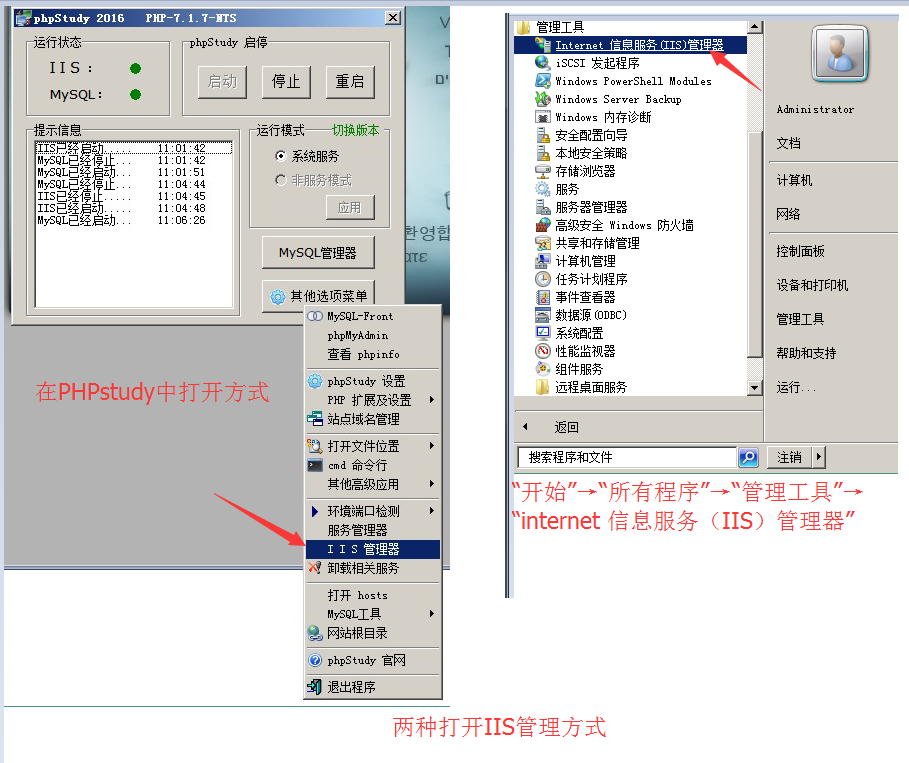 phpStudy 2016 PHP-7.1.7-NTS
运行状态
I I S :
MySQL:
phpStudy 启停
启动
停止
重启
提示信息
IIS已经启动..... 11:01:42
MySQL已经停止... 11:01:42
MySQL已经启动... 11:01:51
MySQL已经停止... 11:04:44
IIS已经停止..... 11:04:45
IIS已经启动..... 11:04:48
MySQL已经启动... 11:06:26
运行模式
切换版本
系统服务
非服务模式
应用
MySQL管理器
其他选项菜单
MySQL-Front
phpMyAdmin
查看 phpinfo
phpStudy 设置
PHP 扩展及设置
站点域名管理
打开文件位置
cmd 命令行
其他高级应用
环境端口检测
服务管理器
I I S 管理器
卸载相关服务
打开 hosts
MySQL工具
网站根目录
phpStudy 官网
退出程序
在PHPstudy中打开方式
환영합
ατε
管理工具
Internet 信息服务(IIS)管理器
iSCSI 发起程序
Windows PowerShell Modules
Windows Server Backup
Windows 内存诊断
安全配置向导
本地安全策略
存储浏览器
服务
服务器管理器
高级安全 Windows 防火墙
共享和存储管理
计算机管理
任务计划程序
事件查看器
数据源(ODBC)
系统配置
性能监视器
组件服务
远程桌面服务
返回
搜索程序和文件
Administrator
文档
计算机
网络
控制面板
设备和打印机
管理工具
帮助和支持
运行...
注销
“开始”→“所有程序”→“管理工具”→
“internet 信息服务（IIS）管理器”
两种打开IIS管理方式